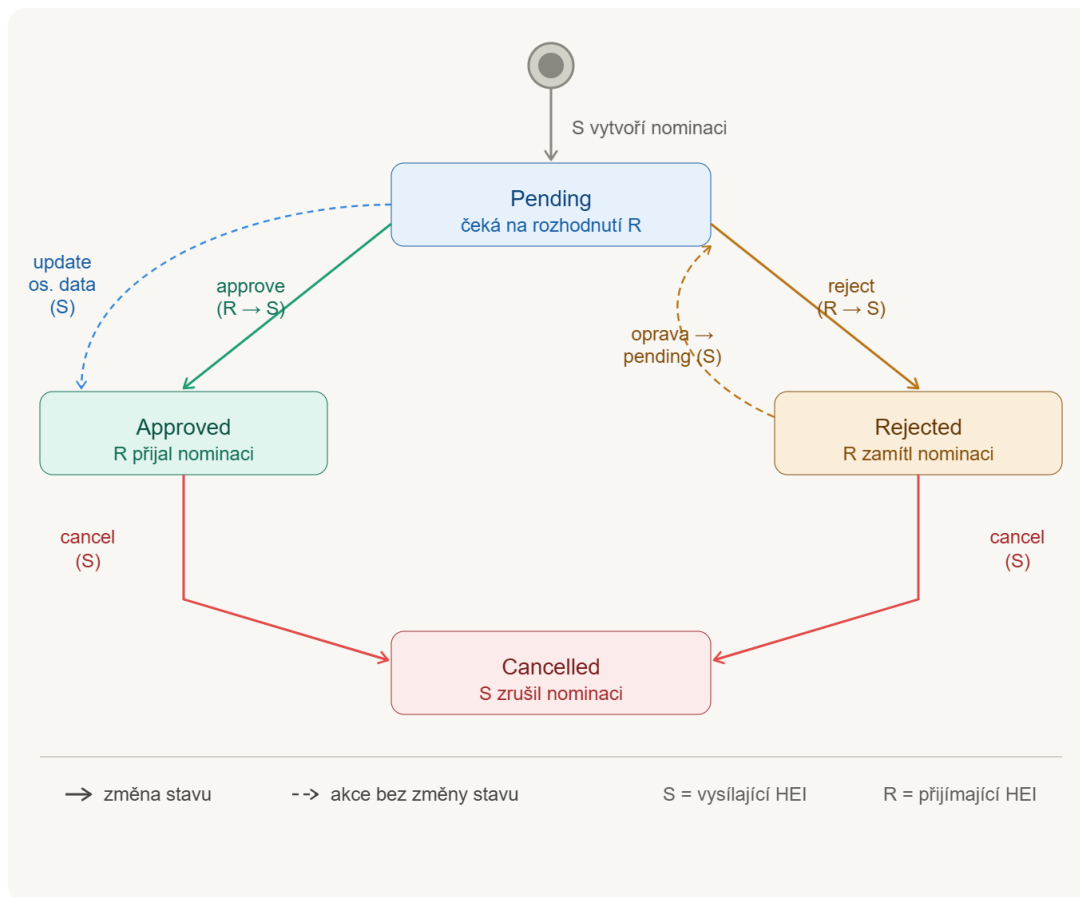 S vytvoří nominaci
Pending
čeká na rozhodnutí R
update
os. data
(S)
approve
(R → S)
reject
(R → S)
oprava →
pending (S)
Approved
R přijal nominaci
Rejected
R zamítl nominaci
cancel
(S)
cancel
(S)
Cancelled
S zrušil nominaci
změna stavu
akce bez změny stavu
S = vysílající HEI
R = přijímající HEI